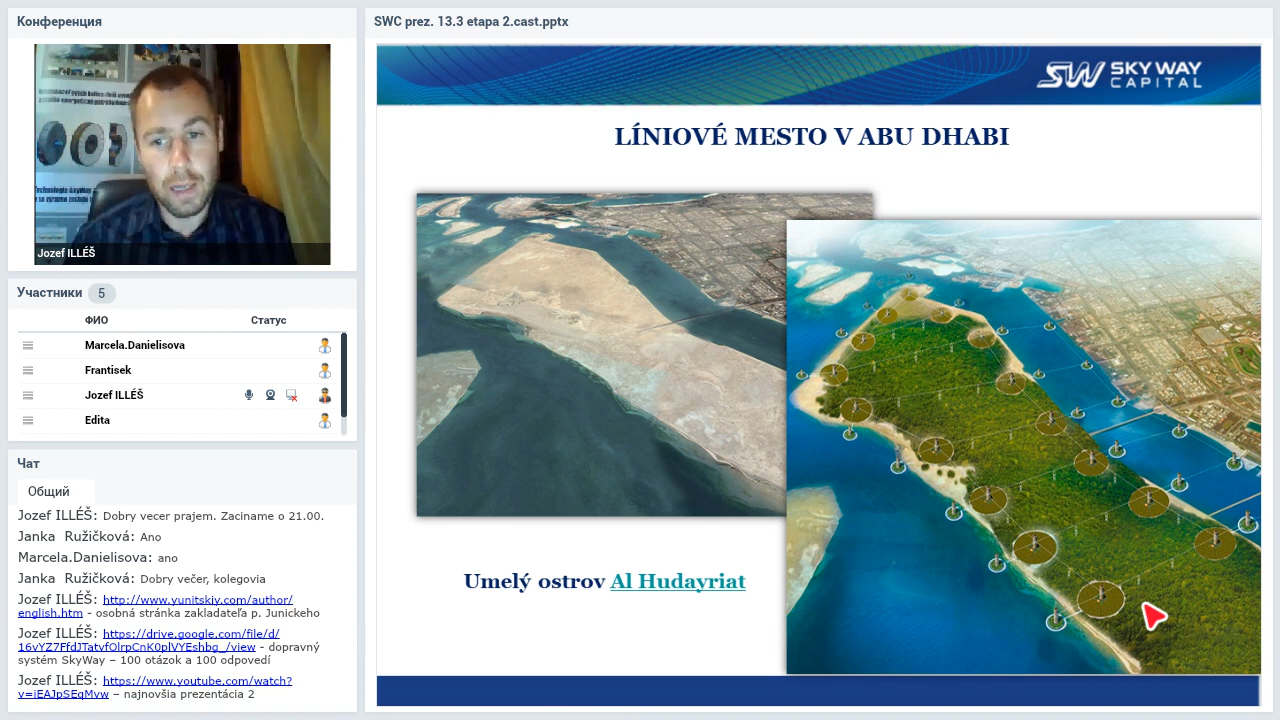 Конференция
Jozef ILLÉŠ
Участники 5
ФИО Статус
Marcela.Danielisova
Frantisek
Jozef ILLÉŠ
Edita
Чат
Общий
Jozef ILLÉŠ: Dobry vecer prajem. Zaciname o 21.00.
Janka Ružičková: Ano
Marcela.Danielisova: ano
Janka Ružičková: Dobry večer, kolegovia
Jozef ILLÉŠ: http://www.yunitskiy.com/author/
english.htm - osobná stránka zakladateľa p. Junickeho
Jozef ILLÉŠ: https://drive.google.com/file/d/
16vYZ7FfdJTatvfOlrpCnK0plVYEshbg_/view - dopravný
systém SkyWay – 100 otázok a 100 odpovedí
Jozef ILLÉŠ: https://www.youtube.com/watch?
v=iEAJpSEqMvw – najnovšia prezentácia 2
SWC prez. 13.3 etapa 2.cast.pptx
SW SKY WAY
CAPITAL
LÍNIOVÉ MESTO V ABU DHABI
Umelý ostrov Al Hudayriat